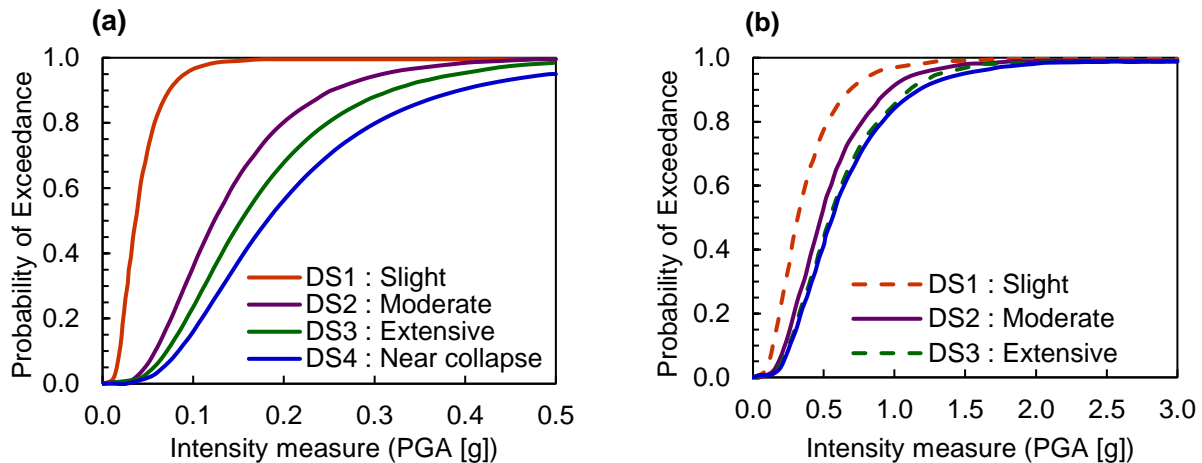 (a)
Probability of Exceedance
1.0
0.8
0.6
0.4
0.2
0.0
DS1 : Slight
DS2 : Moderate
DS3 : Extensive
DS4 : Near collapse
0.0 0.1 0.2 0.3 0.4 0.5
Intensity measure (PGA [g])
(b)
Probability of Exceedance
1.0
0.8
0.6
0.4
0.2
0.0
DS1 : Slight
DS2 : Moderate
DS3 : Extensive
0.0 0.5 1.0 1.5 2.0 2.5 3.0
Intensity measure (PGA [g])